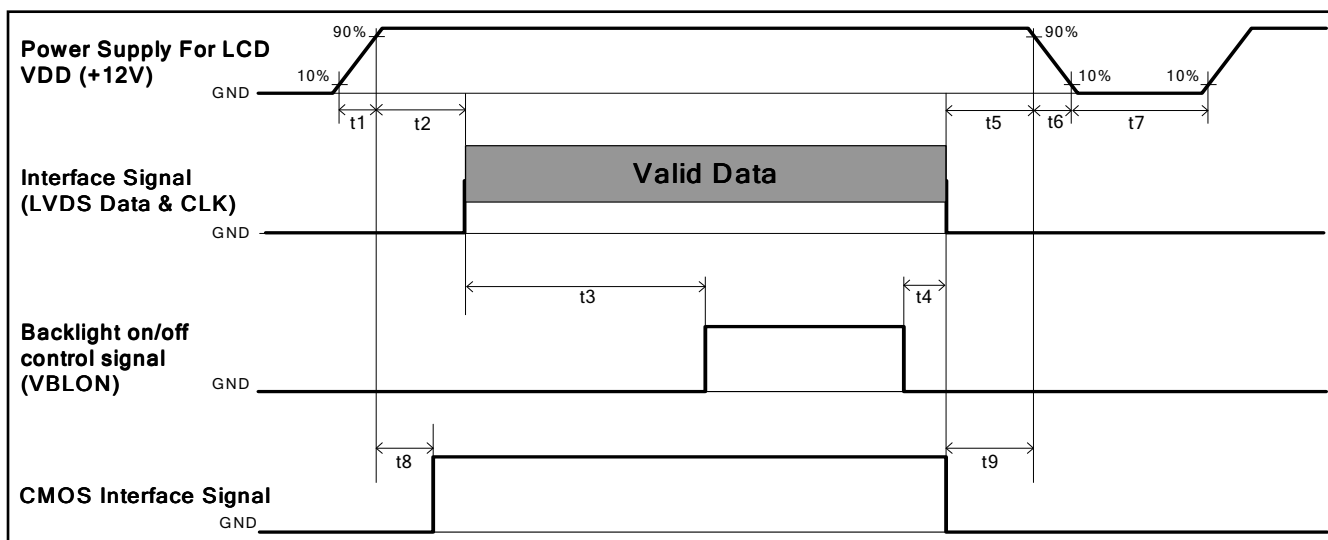 Power Supply For LCD
VDD (+12V)
90%
10%
GND
90%
10%
10%
t1
t2
t5
t6
t7
Interface Signal
(LVDS Data & CLK)
Valid Data
GND
t3
t4
Backlight on/off
control signal
(VBLON)
GND
t8
t9
CMOS Interface Signal
GND